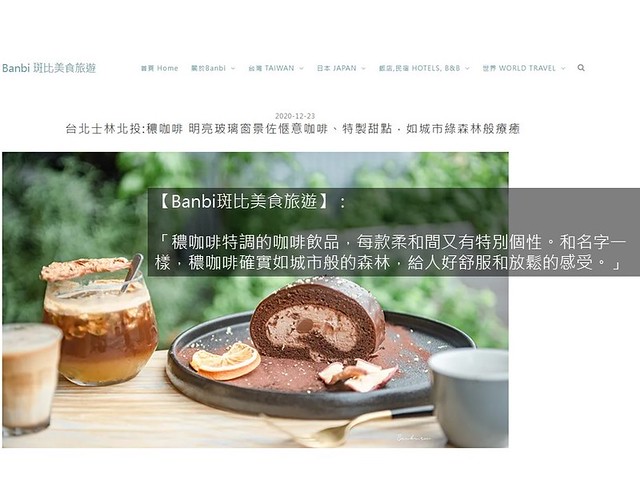 Banbi 斑比美食旅遊
首頁 Home 關於Banbi 台灣 TAIWAN 日本 JAPAN 飯店,民宿 HOTELS, B&B 世界 WORLD TRAVEL
2020-12-23
台北士林北投:穠咖啡 明亮玻璃窗景佐愜意咖啡、特製甜點，如城市綠森林般療癒
【Banbi斑比美食旅遊】：
「穠咖啡特調的咖啡飲品，每款柔和間又有特別個性。和名字一
樣，穠咖啡確實如城市般的森林，給人好舒服和放鬆的感受。」